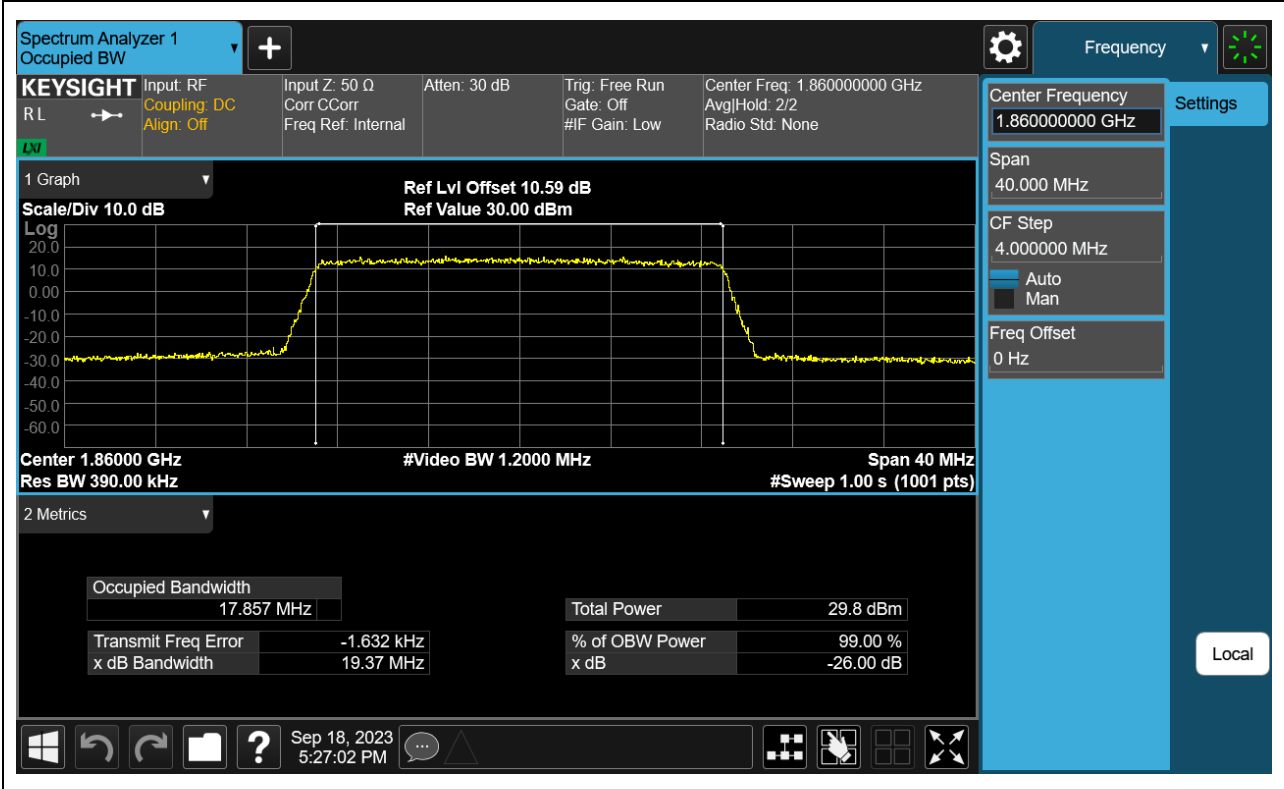 Spectrum Analyzer 1
Occupied BW
+
Frequency
KEYSIGHT
R L
LXI
Input: RF
Coupling: DC
Align: Off
Input Z: 50 Ω
Corr CCorr
Freq Ref: Internal
Atten: 30 dB
Trig: Free Run
Gate: Off
#IF Gain: Low
Center Freq: 1.860000000 GHz
Avg|Hold: 2/2
Radio Std: None
Center Frequency
1.860000000 GHz
Settings
Span
40.000 MHz
CF Step
4.000000 MHz
Auto
Man
Freq Offset
0 Hz
Local
1 Graph
Scale/Div 10.0 dB
Ref Lvl Offset 10.59 dB
Ref Value 30.00 dBm
Log
20.0
10.0
0.00
-10.0
-20.0
-30.0
-40.0
-50.0
-60.0
Center 1.86000 GHz
#Video BW 1.2000 MHz
Span 40 MHz
Res BW 390.00 kHz
#Sweep 1.00 s (1001 pts)
2 Metrics
Occupied Bandwidth
17.857 MHz
Total Power 29.8 dBm
Transmit Freq Error -1.632 kHz
% of OBW Power 99.00 %
x dB Bandwidth 19.37 MHz
x dB -26.00 dB
?
Sep 18, 2023
5:27:02 PM